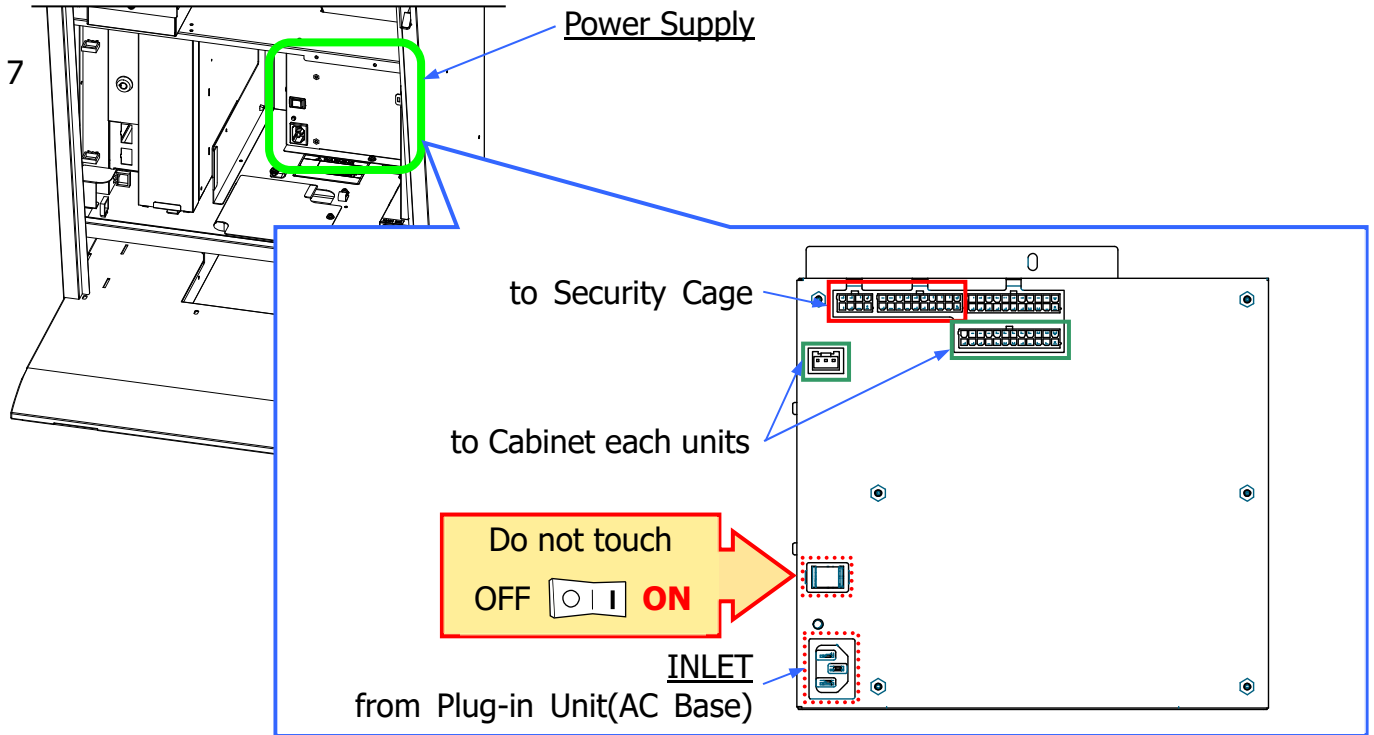 Power Supply
7
to Security Cage
to Cabinet each units
Do not touch
OFF ON
INLET
from Plug-in Unit(AC Base)